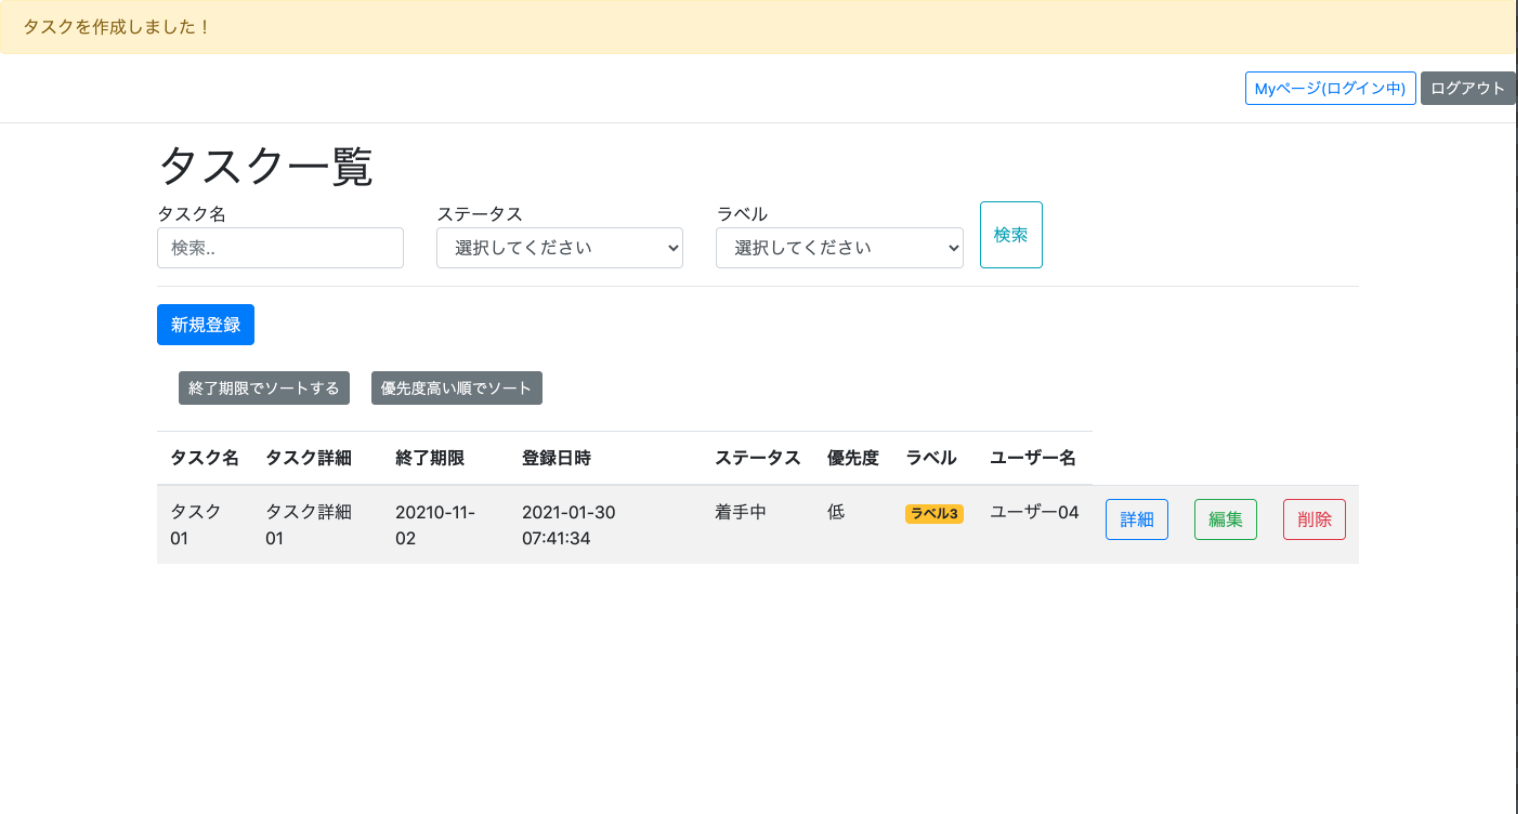 タスクを作成しました！
Myページ(ログイン中) ログアウト
タスク一覧
タスク名 ステータス ラベル
検索.. 選択してください 選択してください 検索
新規登録
終了期限でソートする 優先度高い順でソート
タスク名 タスク詳細 終了期限 登録日時 ステータス 優先度 ラベル ユーザー名
タスク タスク詳細 20210-11- 2021-01-30 着手中 低 ラベル3 ユーザー04 詳細 編集 削除
01 01 02 07:41:34